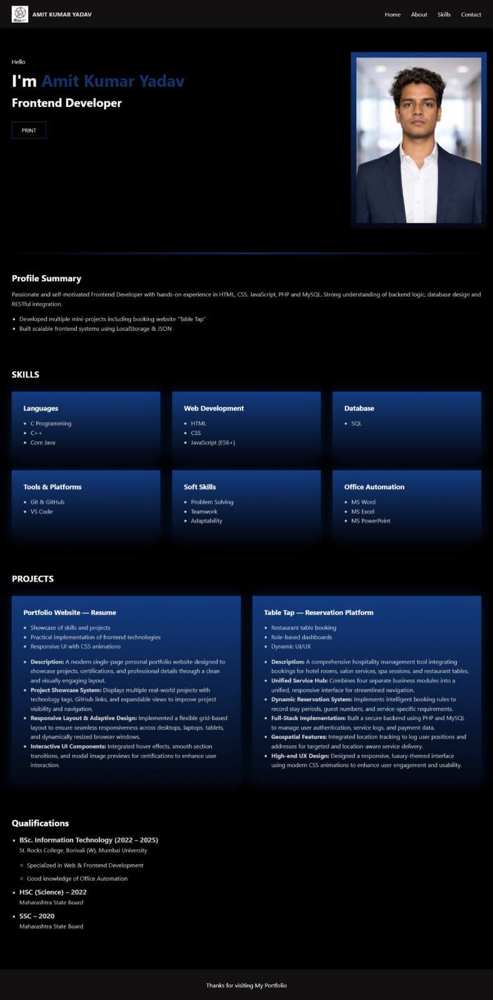 AMIT KUMAR YADAV
Home About Skills Contact
Hello
I'm Amit Kumar Yadav
Frontend Developer
PRINT
Profile Summary
Passionate and self-motivated Frontend Developer with hands-on experience in HTML, CSS, JavaScript, PHP and MySQL. Strong understanding of backend logic, database design and
RESTful integration.
• Developed multiple mini-projects including booking website "Table Tap"
• Built scalable frontend systems using LocalStorage & JSON
SKILLS
Languages
• C Programming
• C++
• Core Java
Web Development
• HTML
• CSS
• JavaScript (ES6+)
Database
• SQL
Tools & Platforms
• Git & GitHub
• VS Code
Soft Skills
• Problem Solving
• Teamwork
• Adaptability
Office Automation
• MS Word
• MS Excel
• MS PowerPoint
PROJECTS
Portfolio Website — Resume
• Showcase of skills and projects
• Practical implementation of frontend technologies
• Responsive UI with CSS animations
• Description: A modern single-page personal portfolio website designed to
showcase projects, certifications, and professional details through a clean
and visually engaging layout.
• Project Showcase System: Displays multiple real-world projects with
technology tags, GitHub links, and expandable views to improve project
visibility and navigation.
• Responsive Layout & Adaptive Design: Implemented a flexible grid-based
layout to ensure seamless responsiveness across desktops, laptops, tablets,
and dynamically resized browser windows.
• Interactive UI Components: Integrated hover effects, smooth section
transitions, and modal image previews for certifications to enhance user
interaction.
Table Tap — Reservation Platform
• Restaurant table booking
• Role-based dashboards
• Dynamic UI/UX
• Description: A comprehensive hospitality management tool integrating
bookings for hotel rooms, salon services, spa sessions, and restaurant tables.
• Unified Service Hub: Combines four separate business modules into a
unified, responsive interface for streamlined navigation.
• Dynamic Reservation System: Implements intelligent booking rules to
record stay periods, guest numbers, and service-specific requirements.
• Full-Stack Implementation: Built a secure backend using PHP and MySQL
to manage user authentication, service logs, and payment data.
• Geospatial Features: Integrated location tracking to log user positions and
addresses for targeted and location-aware service delivery.
• High-end UX Design: Designed a responsive, luxury-themed interface
using modern CSS animations to enhance user engagement and usability.
Qualifications
• BSc. Information Technology (2022 – 2025)
St. Rocks College, Borivali (W), Mumbai University
○ Specialized in Web & Frontend Development
○ Good knowledge of Office Automation
• HSC (Science) – 2022
Maharashtra State Board
• SSC – 2020
Maharashtra State Board
Thanks for visiting My Portfolio